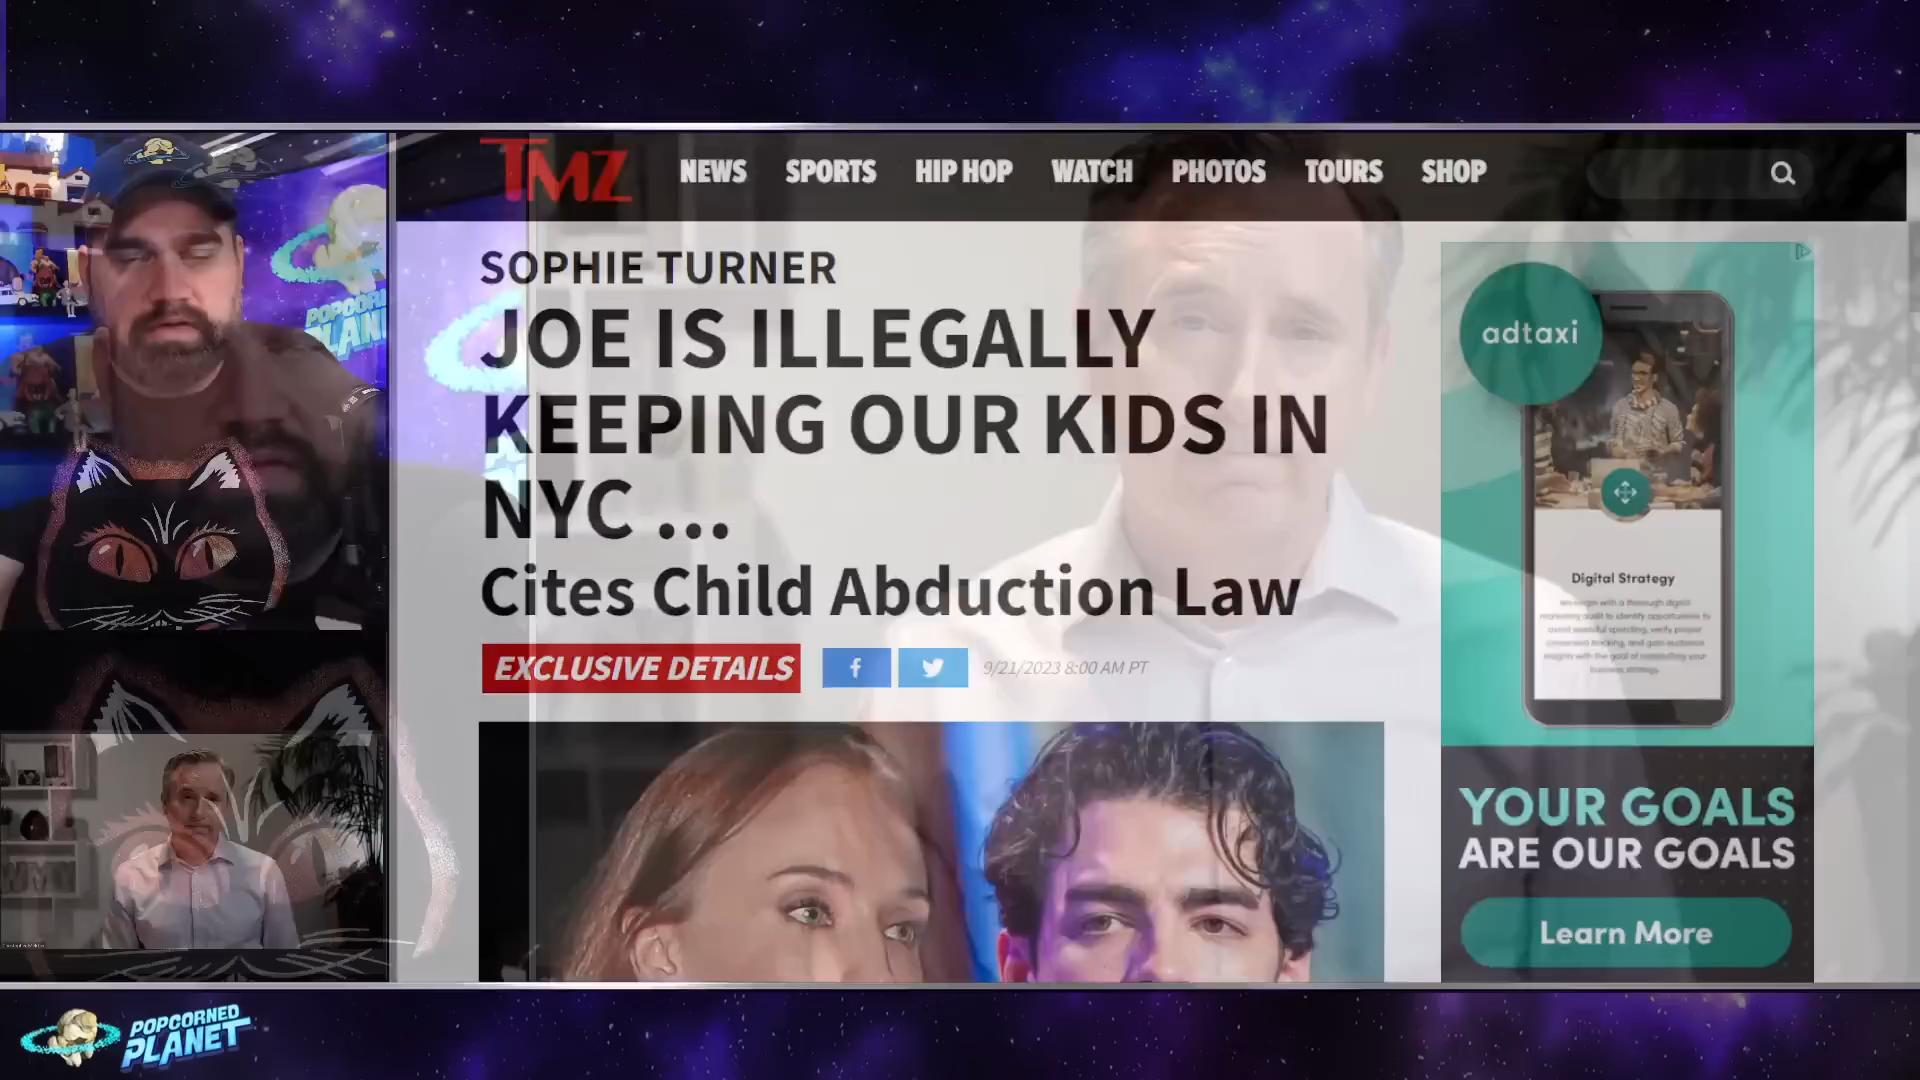 TMZ
NEWS SPORTS HIP HOP WATCH PHOTOS TOURS SHOP
SOPHIE TURNER
JOE IS ILLEGALLY
KEEPING OUR KIDS IN
NYC ...
Cites Child Abduction Law
EXCLUSIVE DETAILS
9/21/2023 8:00 AM PT
adtaxi
Digital Strategy
YOUR GOALS
ARE OUR GOALS
Learn More
POPCORNED
PLANET